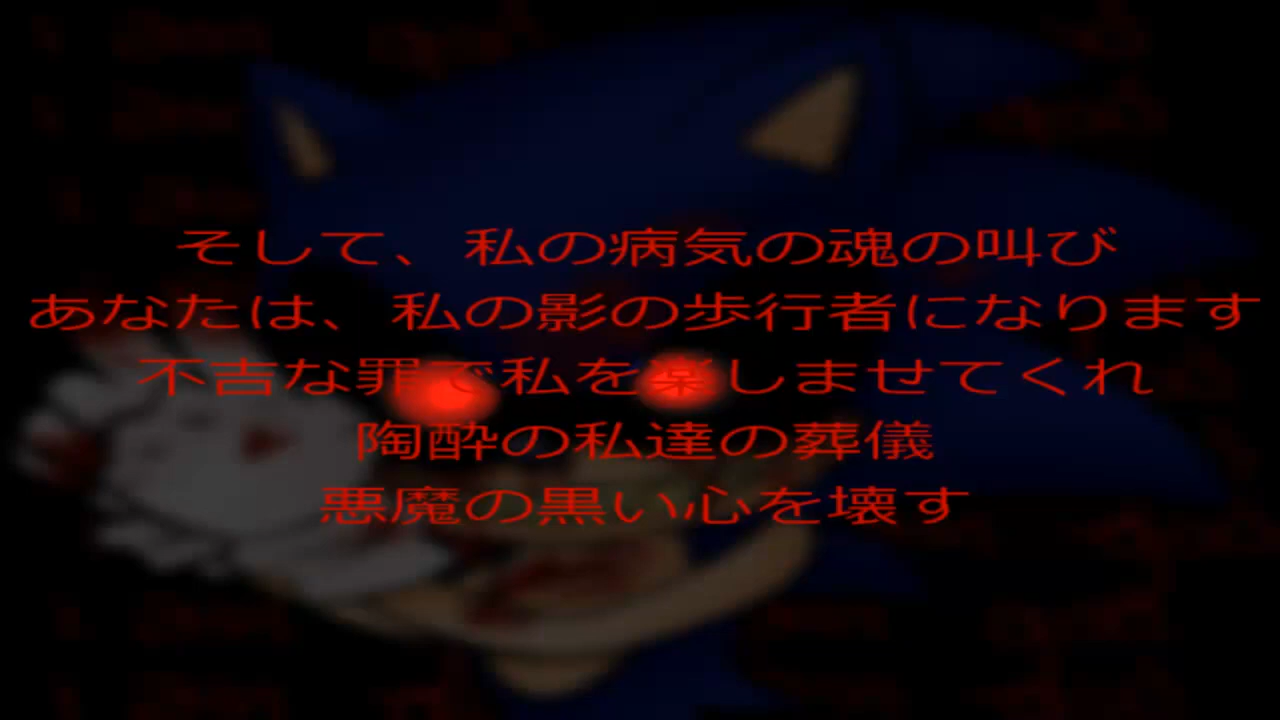 そして、私の病気の魂の叫び
あなたは、私の影の歩行者になります
不吉な罪で私を楽しませてくれ
陶酔の私達の葬儀
悪魔の黒い心を壊す